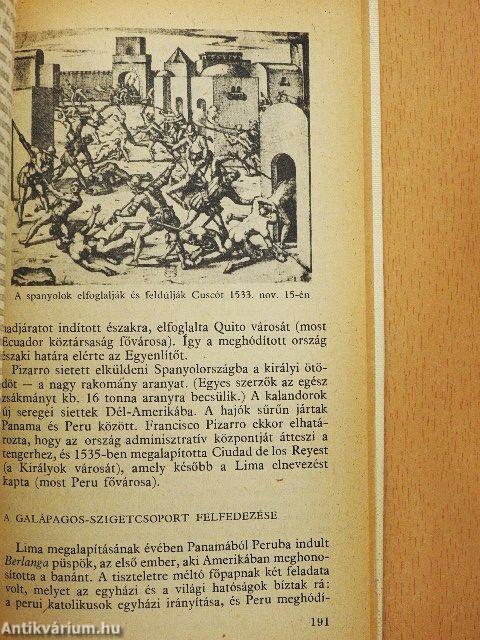 A spanyolok elfoglalják és feldúlják Cuscót 1533. nov. 15-én
hadjáratot indított északra, elfoglalta Quito városát (most
Ecuador köztársaság fővárosa). Így a meghódított ország
északi határa elérte az Egyenlítőt.
Pizarro sietett elküldeni Spanyolországba a királyi ötö-
döt — a nagy rakomány aranyat. (Egyes szerzők az egész
zsákmányt kb. 16 tonna aranyra becsülik.) A kalandorok
új seregei siettek Dél-Amerikába. A hajók sűrűn jártak
Panama és Peru között. Francisco Pizarro ekkor elhatá-
rozta, hogy az ország adminisztratív központját átteszi a
tengerhez, és 1535-ben megalapította Ciudad de los Reyest
(a Királyok városát), amely később a Lima elnevezést
kapta (most Peru fővárosa).
A GALÁPAGOS-SZIGETCSOPORT FELFEDEZÉSE
Lima megalapításának évében Panamából Peruba indult
Berlanga püspök, az első ember, aki Amerikában meghono-
sította a banánt. A tiszteletre méltó főpapnak két feladata
volt, melyet az egyházi és a világi hatóságok bíztak rá:
a perui katolikusok egyházi irányítása, és Peru meghódí-
191
Antikvárium.hu